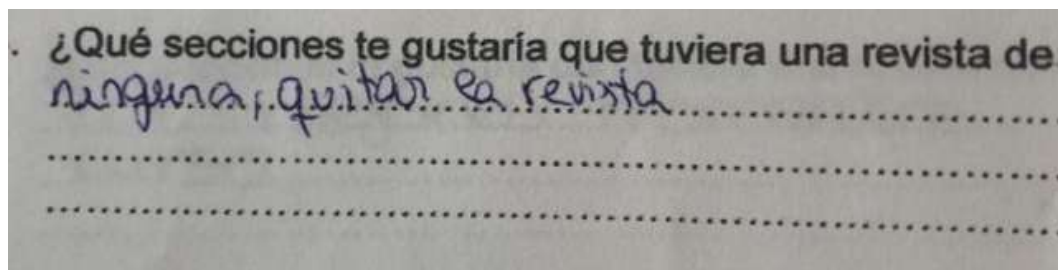 . ¿Qué secciones te gustaría que tuviera una revista de
ninguna, quitar la revista